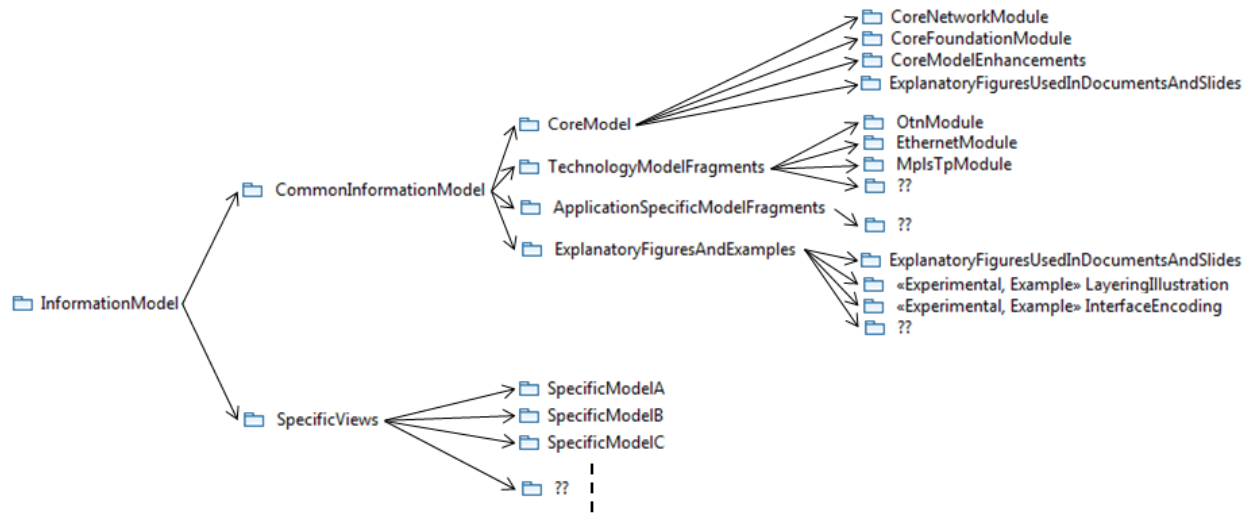 CoreNetworkModule
CoreFoundationModule
CoreModelEnhancements
ExplanatoryFiguresUsedInDocumentsAndSlides
CoreModel
OtnModule
EthernetModule
TechnologyModelFragments
MplsTpModule
??
CommonInformationModel
ApplicationSpecificModelFragments
??
ExplanatoryFiguresAndExamples
ExplanatoryFiguresUsedInDocumentsAndSlides
«Experimental, Example» LayeringIllustration
InformationModel
«Experimental, Example» InterfaceEncoding
??
SpecificModelA
SpecificViews
SpecificModelB
SpecificModelC
??